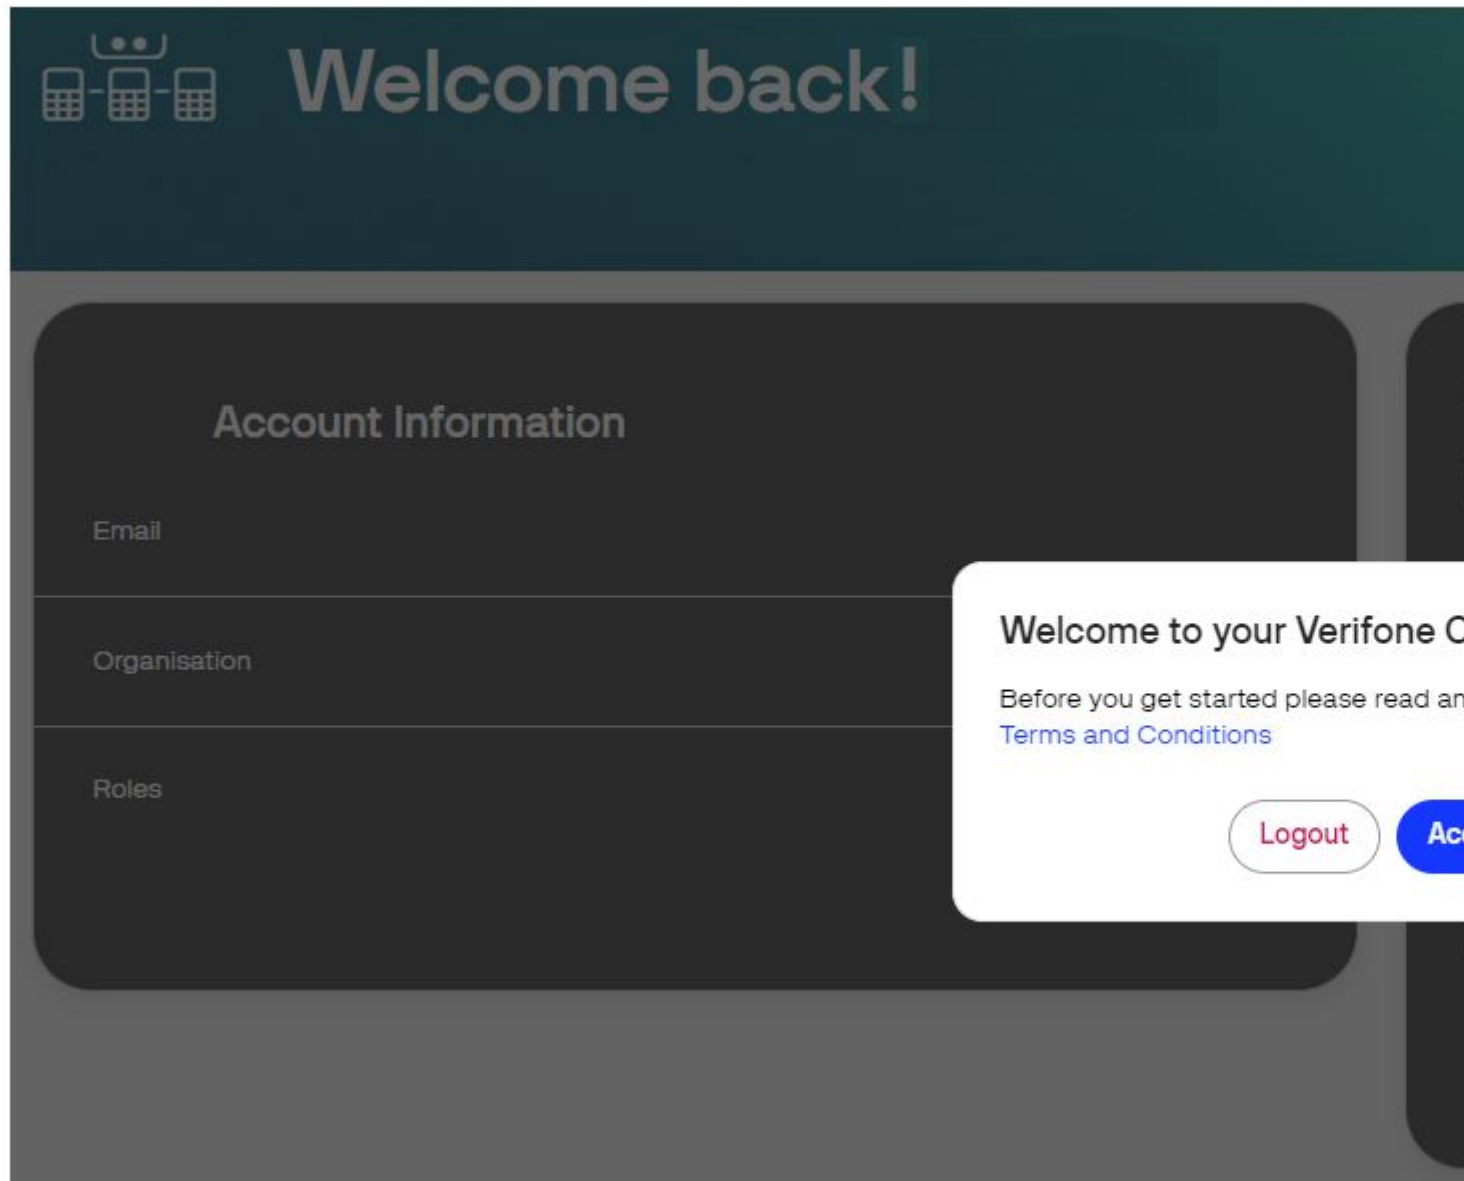 Welcome back!
Account Information
Email
Organisation
Roles
Welcome to your Verifone
Before you get started please read
Terms and Conditions
Logout